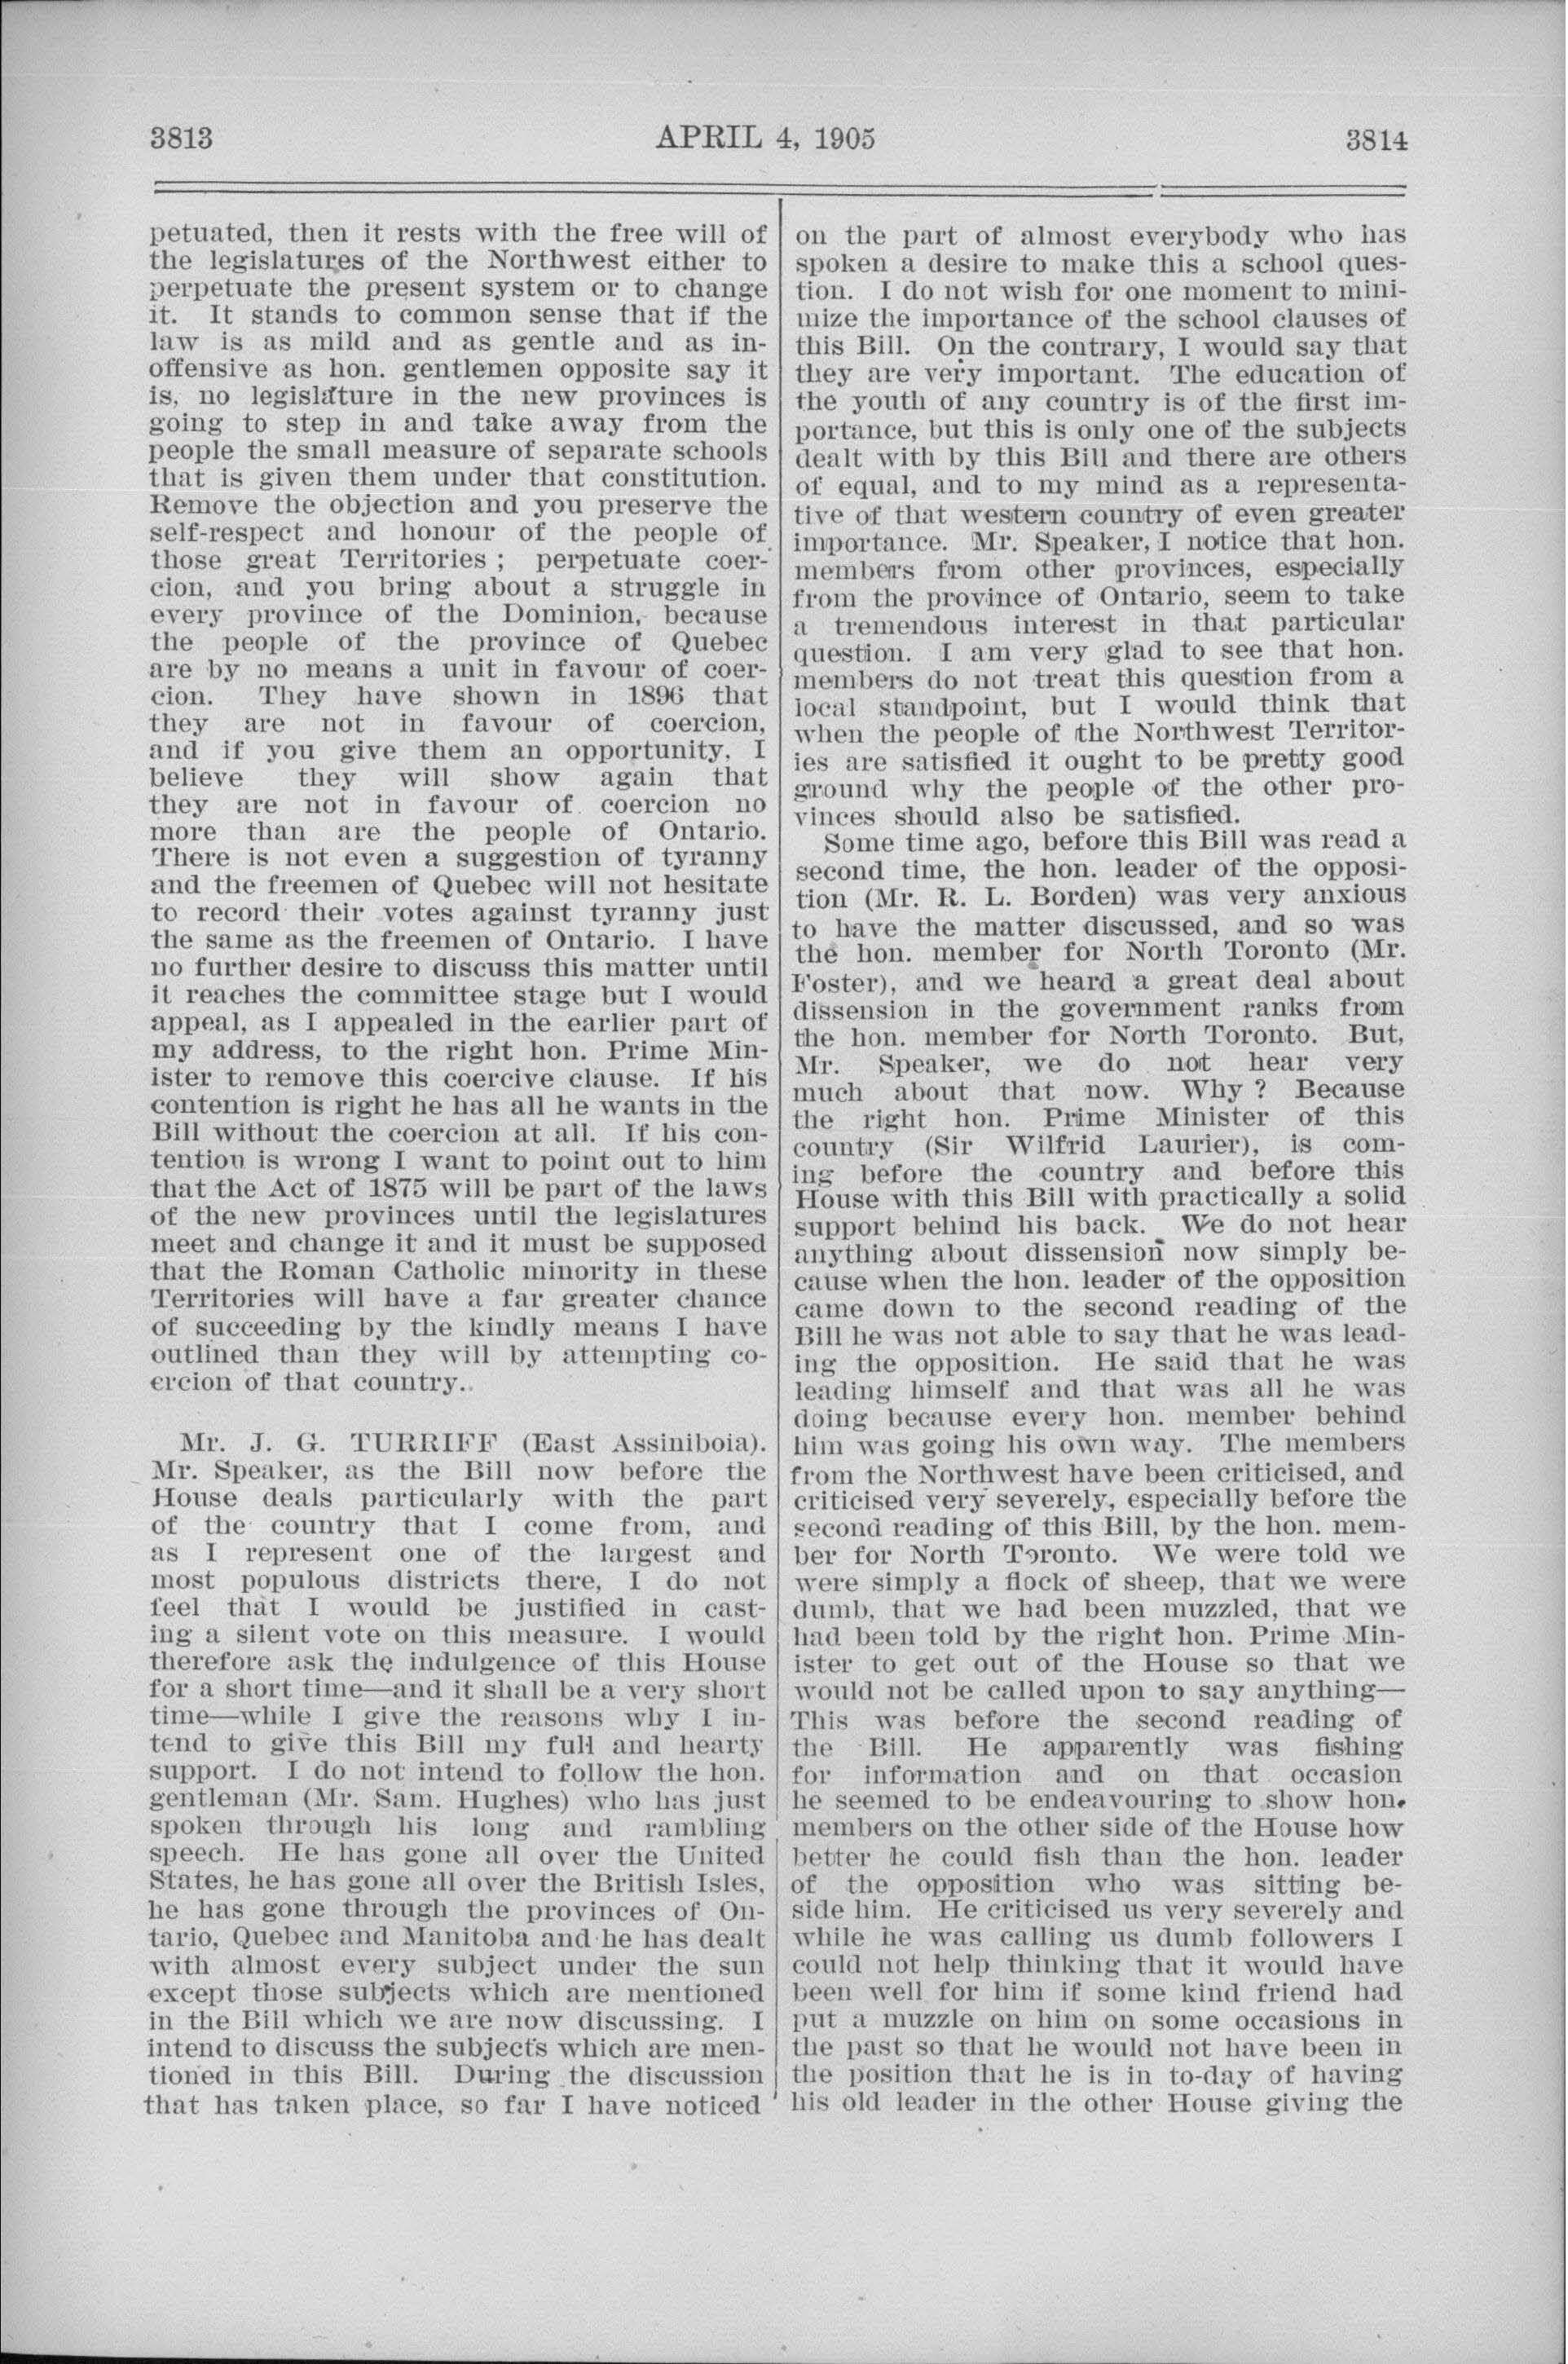 3813
APRIL 4, 1905
3814
petuated, then it rests with the free will of
the legislatures of the Northwest either to
perpetuate the present system or to change
it. It stands to common sense that if the
law is as mild and as gentle and as in-
offensive as hon. gentlemen opposite say it
is, no legislature in the new provinces is
going to step in and take away from the
people the small measure of separate schools
that is given them under that constitution.
Remove the objection and you preserve the
self-respect and honour of the people of
those great Territories ; perpetuate coer-
cion, and you bring about a struggle in
every province of the Dominion, because
the people of the province of Quebec
are by no means a unit in favour of coer-
cion. They have shown in 1896 that
they are not in favour of coercion,
and if you give them an opportunity, I
believe they will show again that
they are not in favour of coercion no
more than are the people of Ontario.
There is not even a suggestion of tyranny
and the freemen of Quebec will not hesitate
to record their votes against tyranny just
the same as the freemen of Ontario. I have
no further desire to discuss this matter until
it reaches the committee stage but I would
appeal, as I appealed in the earlier part of
my address, to the right hon. Prime Min-
ister to remove this coercive clause. If his
contention is right he has all he wants in the
Bill without the coercion at all. If his con-
tention is wrong I want to point out to him
that the Act of 1875 will be part of the laws
of the new provinces until the legislatures
meet and change it and it must be supposed
that the Roman Catholic minority in these
Territories will have a far greater chance
of succeeding by the kindly means I have
outlined than they will by attempting co-
ercion of that country.
Mr. J. G. TURRIFF (East Assiniboia).
Mr. Speaker, as the Bill now before the
House deals particularly with the part
of the country that I come from, and
as I represent one of the largest and
most populous districts there, I do not
feel that I would be justified in cast-
ing a silent vote on this measure. I would
therefore ask the indulgence of this House
for a short time—and it shall be a very short
time—while I give the reasons why I in-
tend to give this Bill my full and hearty
support. I do not intend to follow the hon.
gentleman (Mr. Sam. Hughes) who has just
spoken through his long and rambling
speech. He has gone all over the United
States, he has gone all over the British Isles,
he has gone through the provinces of On-
tario, Quebec and Manitoba and he has dealt
with almost every subject under the sun
except those subjects which are mentioned
in the Bill which we are now discussing. I
intend to discuss the subjects which are men-
tioned in this Bill. During the discussion
that has taken place, so far I have noticed
on the part of almost everybody who has
spoken a desire to make this a school ques-
tion. I do not wish for one moment to mini-
mize the importance of the school clauses of
this Bill. On the contrary, I would say that
they are very important. The education of
the youth of any country is of the first im-
portance, but this is only one of the subjects
dealt with by this Bill and there are others
of equal, and to my mind as a representa-
tive of that western country of even greater
importance. Mr. Speaker, I notice that hon.
members from other provinces, especially
from the province of Ontario, seem to take
a tremendous interest in that particular
question. I am very glad to see that hon.
members do not treat this question from a
local standpoint, but I would think that
when the people of the Northwest Territor-
ies are satisfied it ought to be pretty good
ground why the people of the other pro-
vinces should also be satisfied.
Some time ago, before this Bill was read a
second time, the hon. leader of the opposi-
tion (Mr. R. L. Borden) was very anxious
to have the matter discussed, and so was
the hon. member for North Toronto (Mr.
Foster), and we heard a great deal about
dissension in the government ranks from
the hon. member for North Toronto. But,
Mr. Speaker, we do not hear very
much about that now. Why ? Because
the right hon. Prime Minister of this
country (Sir Wilfrid Laurier), is com-
ing before the country and before this
House with this Bill with practically a solid
support behind his back. We do not hear
anything about dissension now simply be-
cause when the hon. leader of the opposition
came down to the second reading of the
Bill he was not able to say that he was lead-
ing the opposition. He said that he was
leading himself and that was all he was
doing because every hon. member behind
him was going his own way. The members
from the Northwest have been criticised, and
criticised very severely, especially before the
second reading of this Bill, by the hon. mem-
ber for North Toronto. We were told we
were simply a flock of sheep, that we were
dumb, that we had been muzzled, that we
had been told by the right hon. Prime Min-
ister to get out of the House so that we
would not be called upon to say anything—
This was before the second reading of
the Bill. He apparently was fishing
for information and on that occasion
he seemed to be endeavouring to show hon.
members on the other side of the House how
better he could fish than the hon. leader
of the opposition who was sitting be-
side him. He criticised us very severely and
while he was calling us dumb followers I
could not help thinking that it would have
been well for him if some kind friend had
put a muzzle on him on some occasions in
the past so that he would not have been in
the position that he is in to-day of having
his old leader in the other House giving the